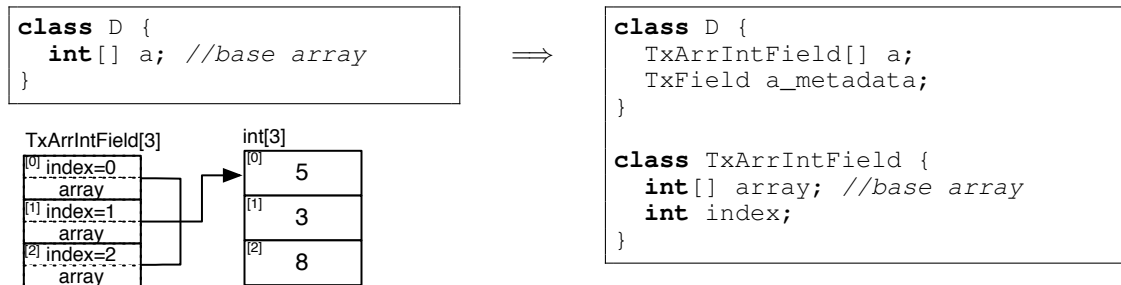 class D {
int[] a; //base array
}
⟹
class D {
TxArrIntField[] a;
TxField a_metadata;
}
class TxArrIntField {
int[] array; //base array
int index;
}
TxArrIntField[3]
[0] index=0
array
[1] index=1
array
[2] index=2
array
int[3]
[0] 5
[1] 3
[2] 8